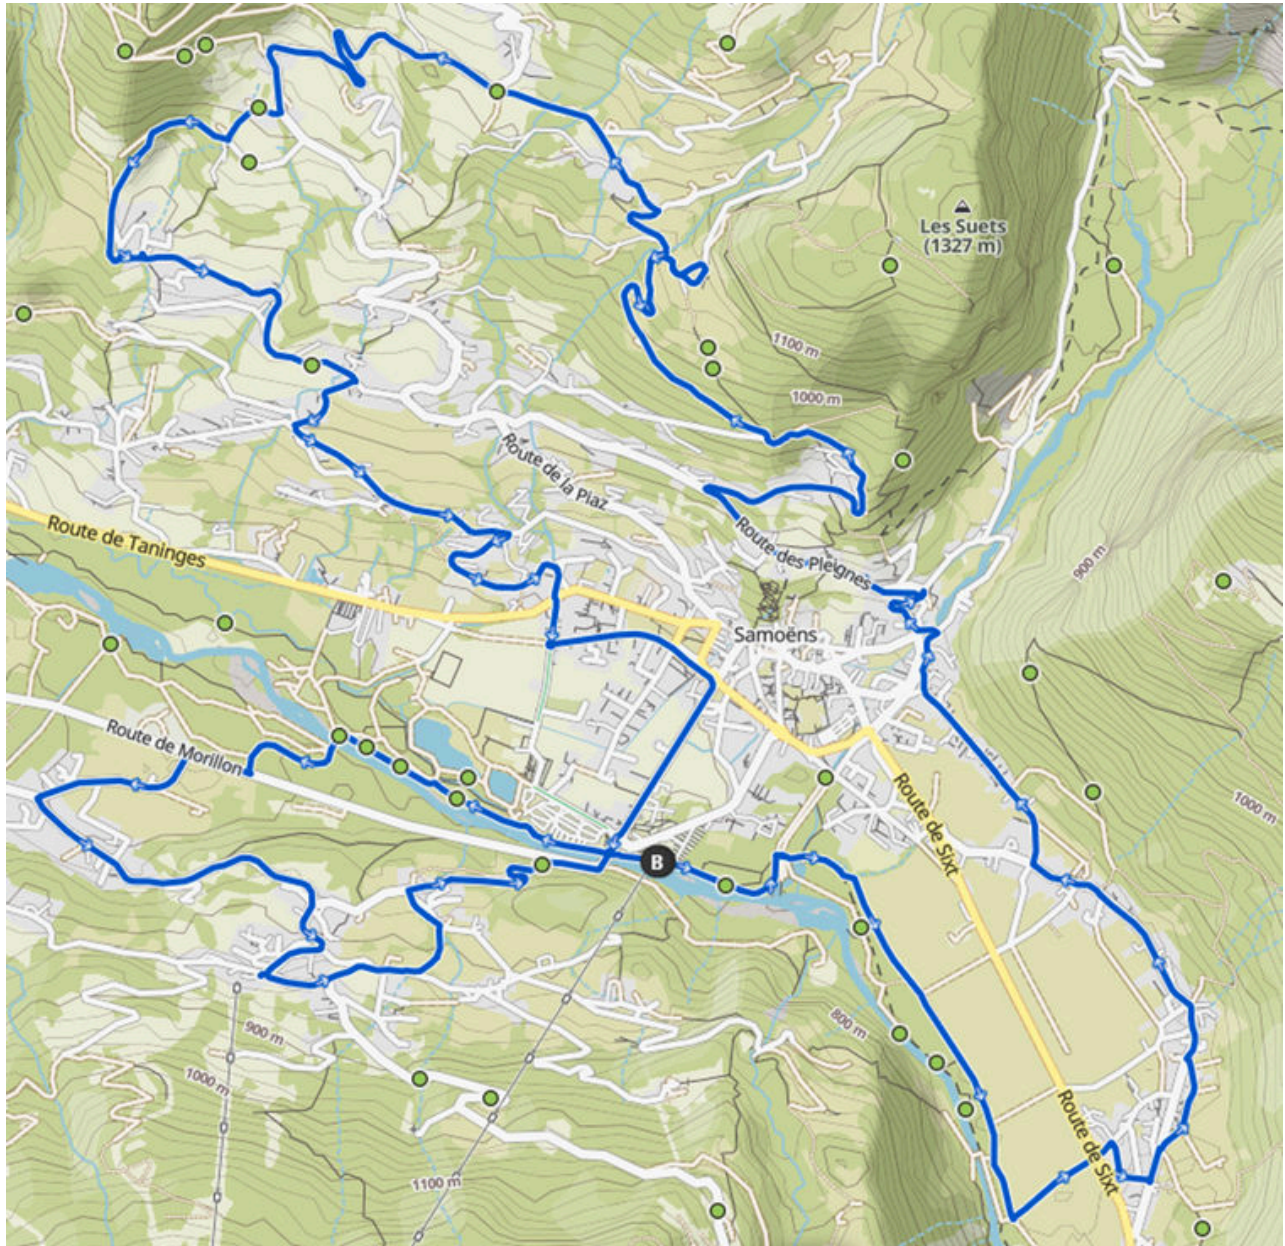 Les Suets
(1327 m)
1100 m
1000 m
Route de la Piaz
Route de Taninges
Route des Pleignes
900 m
Samoëns
Route de Morillon
Route de Sixt
1000 m
B
800 m
900 m
1000 m
Route de Sixt
1100 m